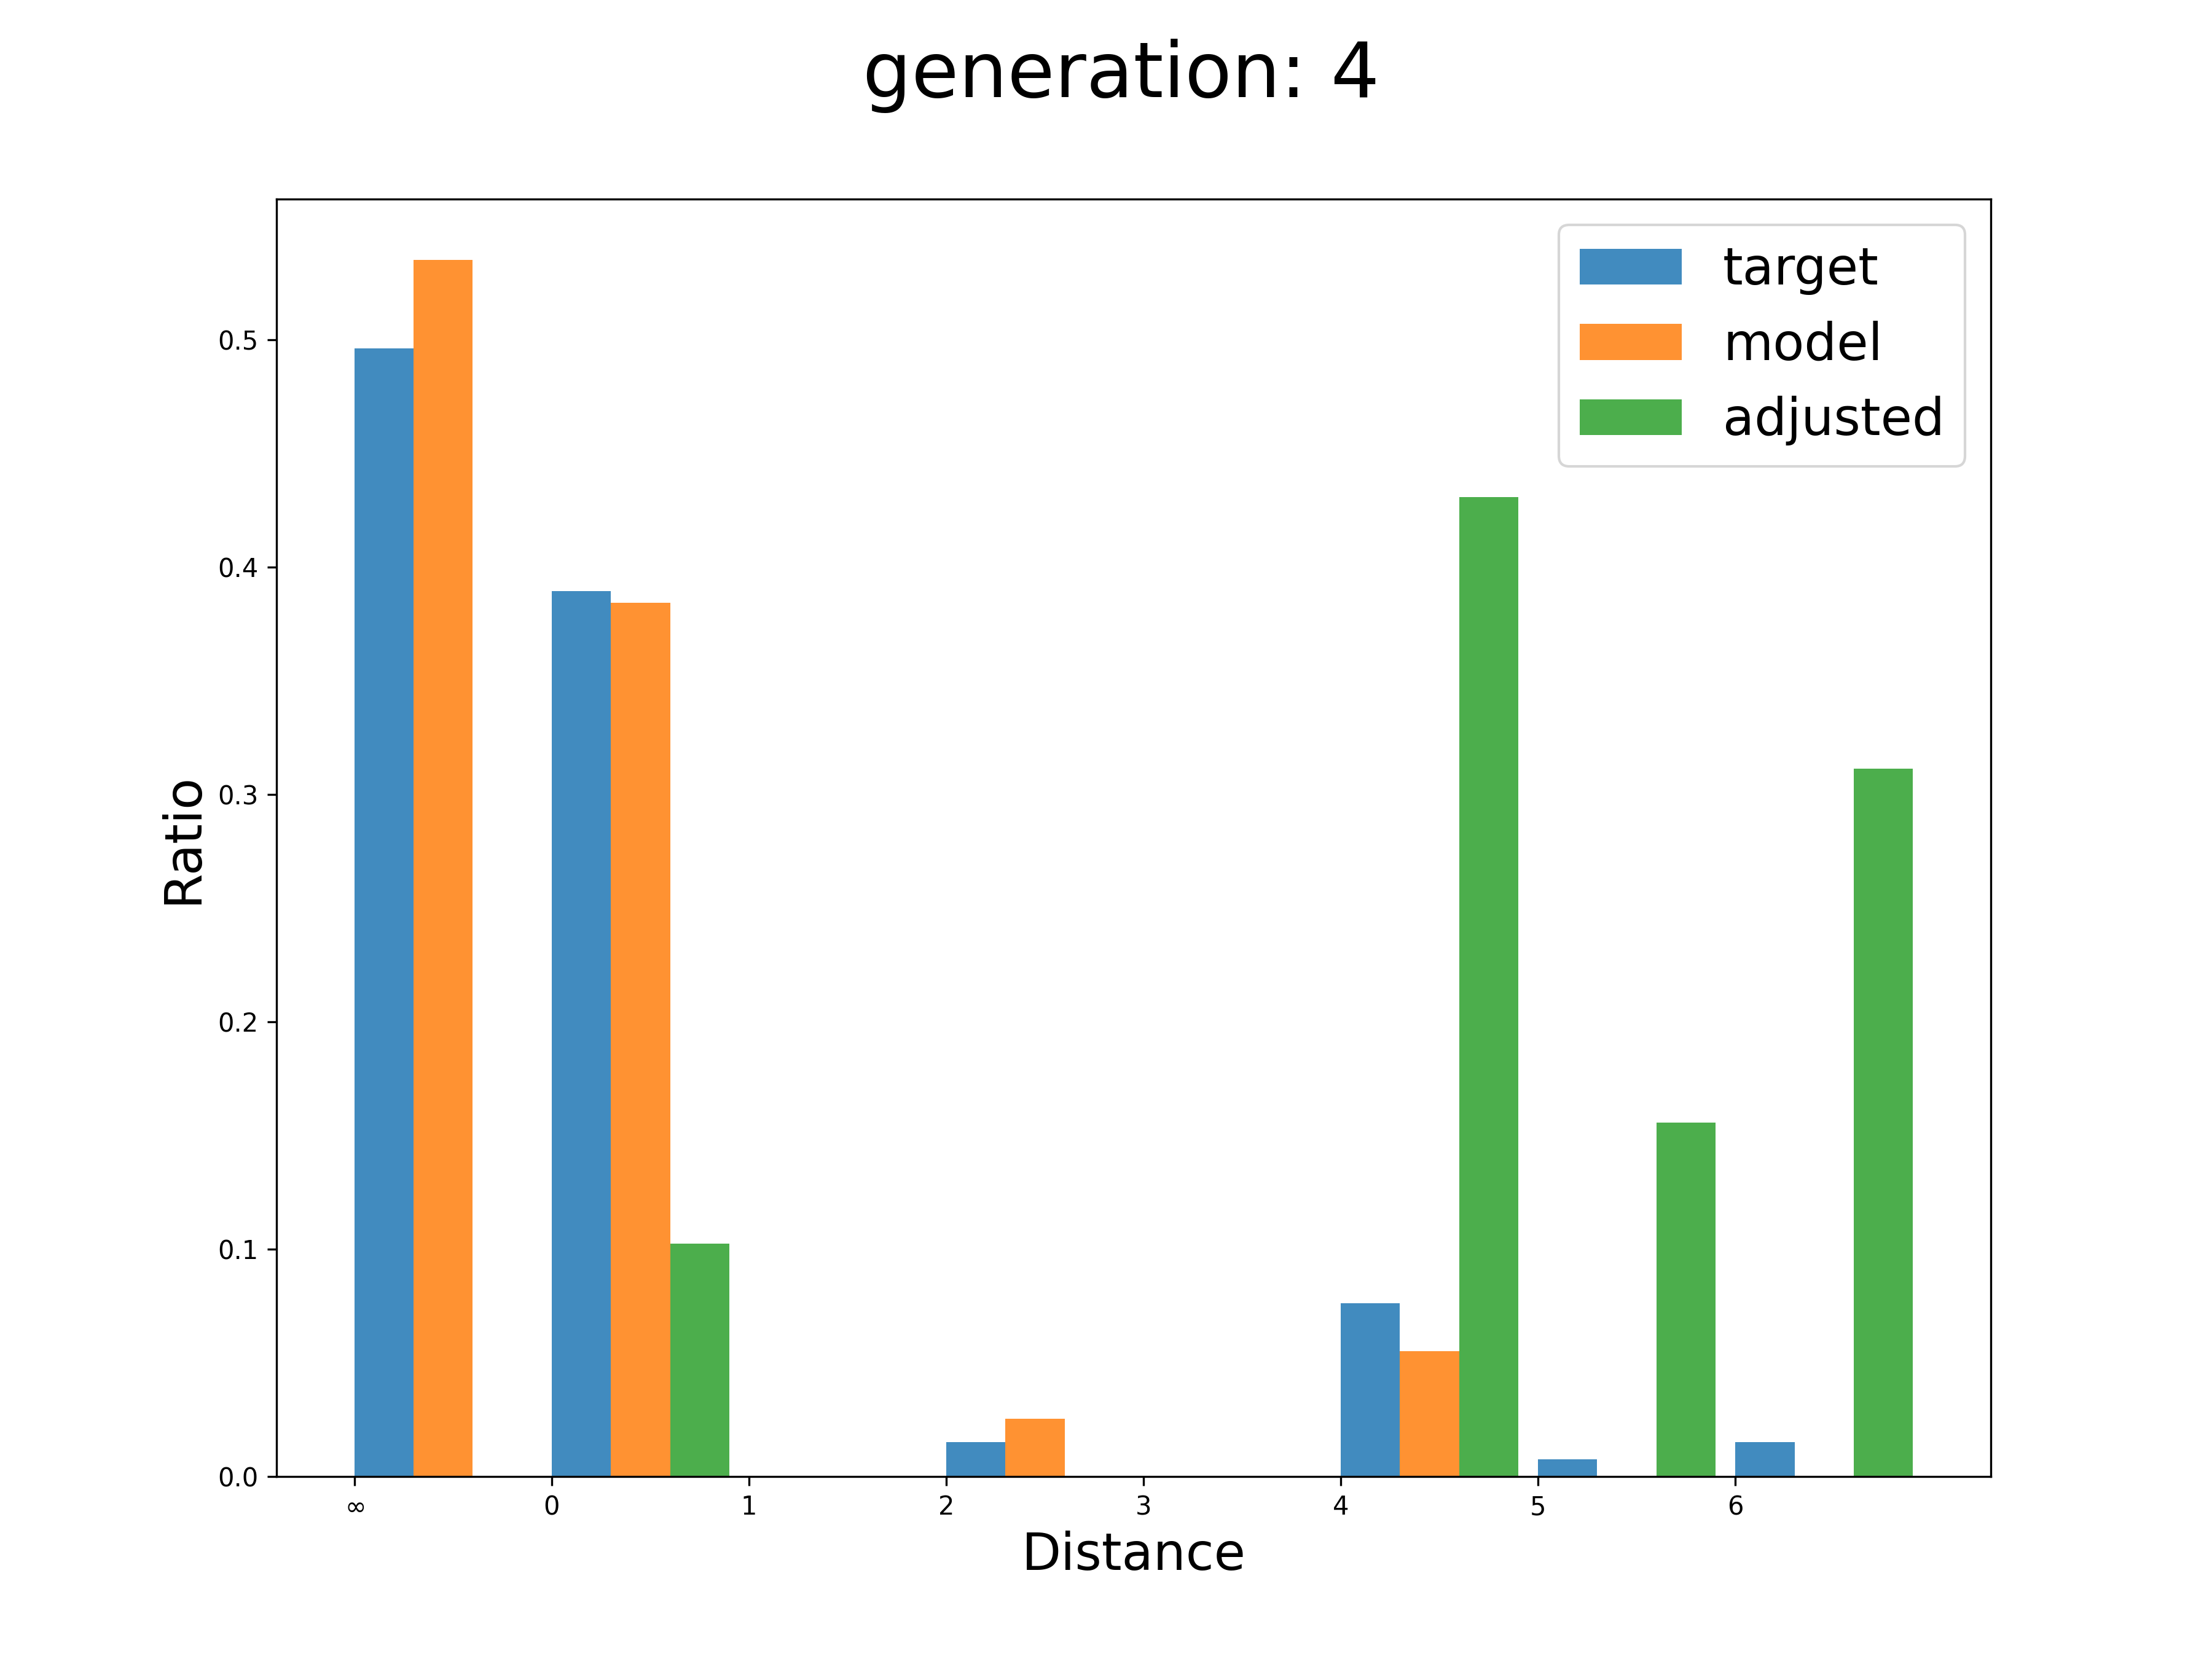 generation: 4
target
model
adjusted
Ratio
0.5
0.4
0.3
0.2
0.1
0.0
∞ 0 1 2 3 4 5 6
Distance